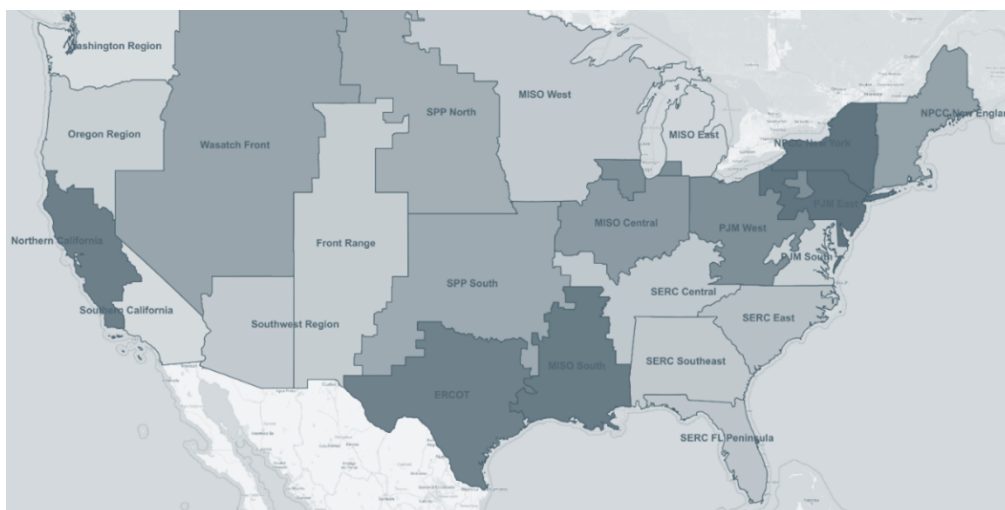 Washington Region
MISO West
SPP North
NPCC New England
Oregon Region
MISO East
Wasatch Front
NPCC New York
PJM East
MISO Central
PJM West
Northern California
Front Range
PJM South
SPP South
SERC Central
Southern California
Southwest Region
SERC East
SERC Southeast
MISO South
ERCOT
SERC FL Peninsula